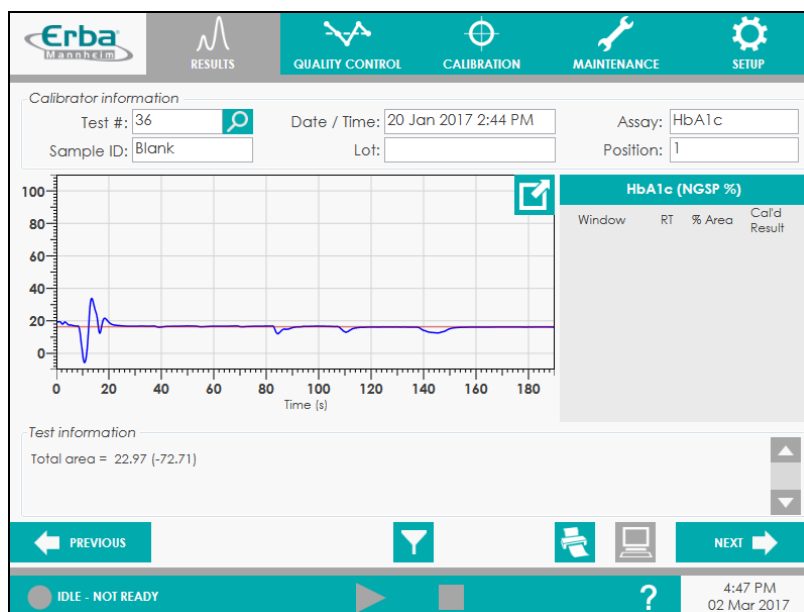 Erba
Mannheim
RESULTS
QUALITY CONTROL
CALIBRATION
MAINTENANCE
SETUP
Calibrator information
Test #: 36
Date / Time: 20 Jan 2017 2:44 PM
Assay: HbA1c
Sample ID: Blank
Lot:
Position: 1
100
80
60
40
20
0
0 20 40 60 80 100 120 140 160 180
Time (s)
HbA1c (NGSP %)
Window RT % Area Cal'd Result
Test information
Total area = 22.97 (-72.71)
PREVIOUS
NEXT
IDLE - NOT READY
?
4:47 PM
02 Mar 2017